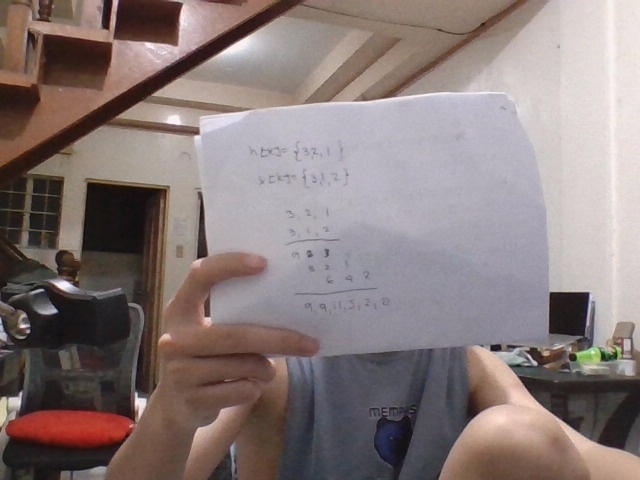 h[k]= {3,2,1}
x[k]= {3,1,2}
3, 2, 1
3, 1, 2
9 6 3
3 2 1
6 4 2
9, 9, 11, 5, 2, 0
MEMPHIS